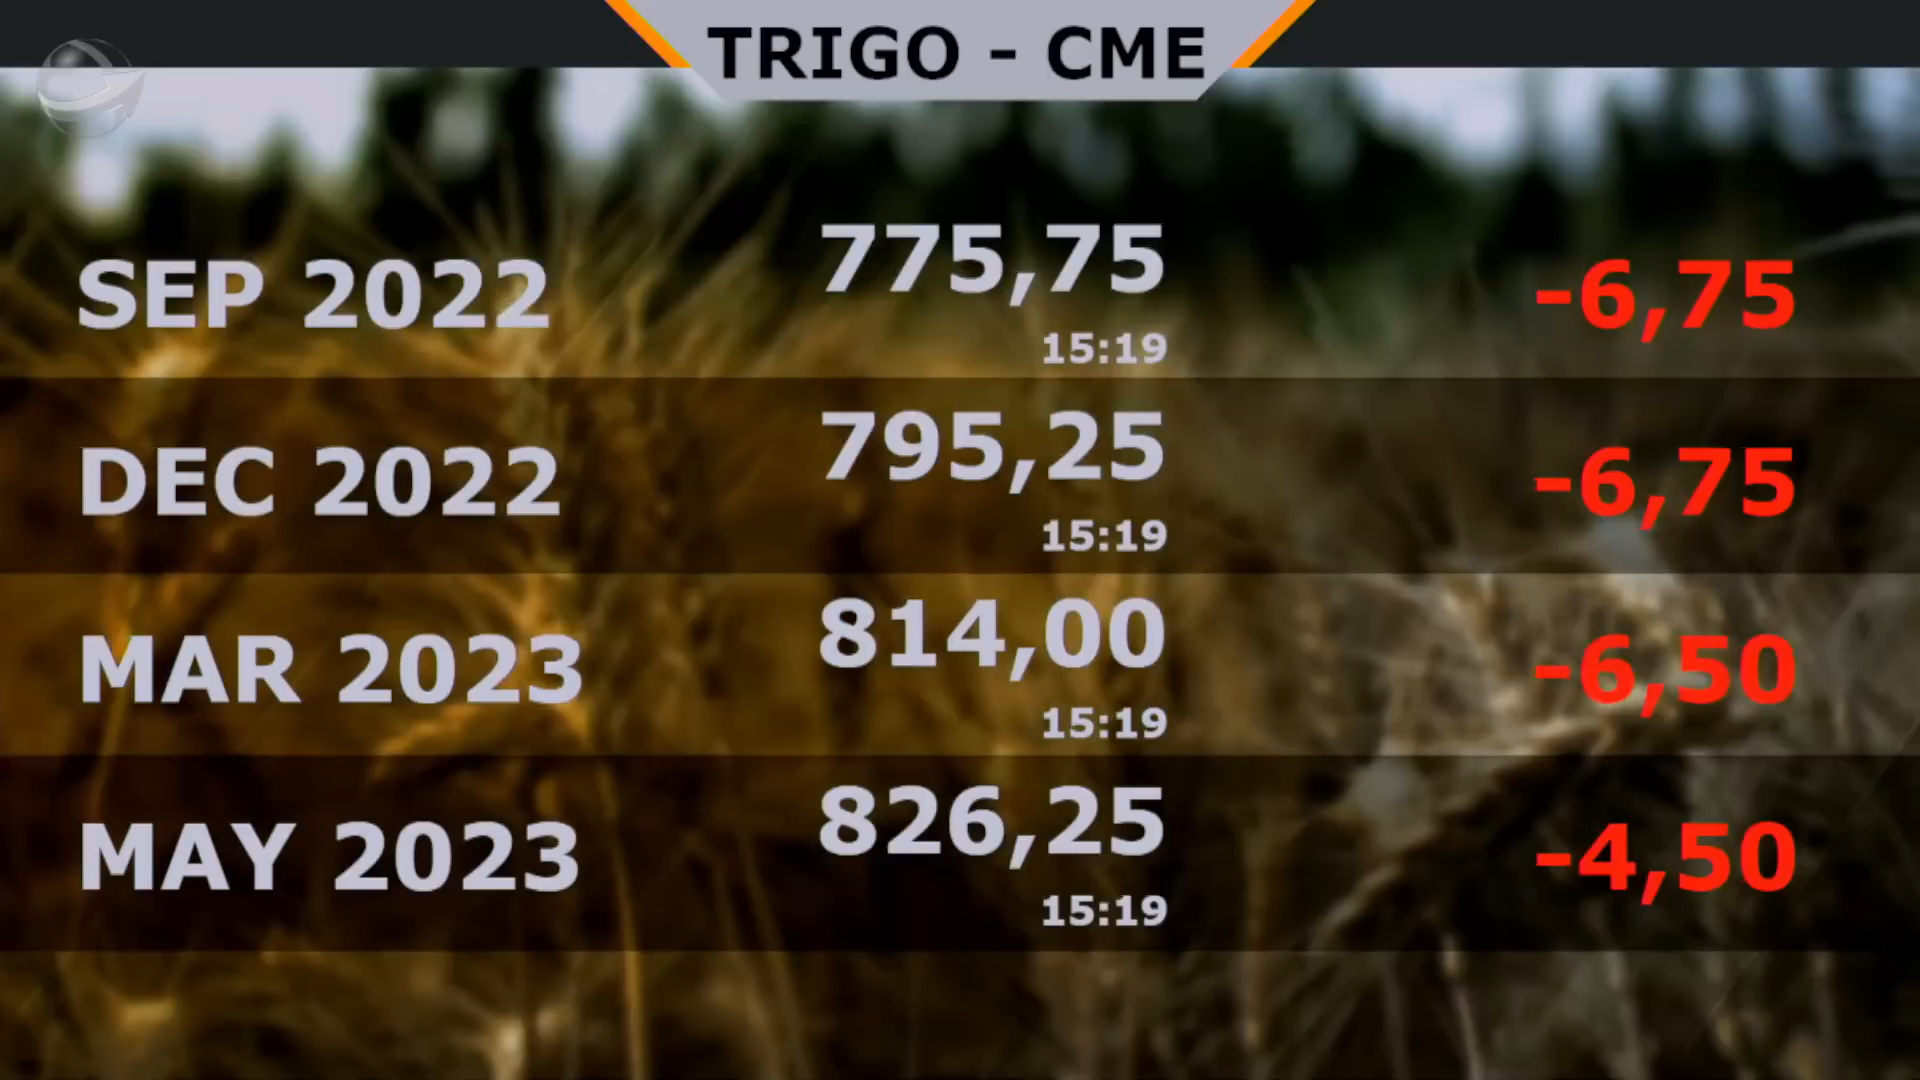 TRIGO - CME
SEP 2022 775,75 -6,75
15:19
DEC 2022 795,25 -6,75
15:19
MAR 2023 814,00 -6,50
15:19
MAY 2023 826,25 -4,50
15:19